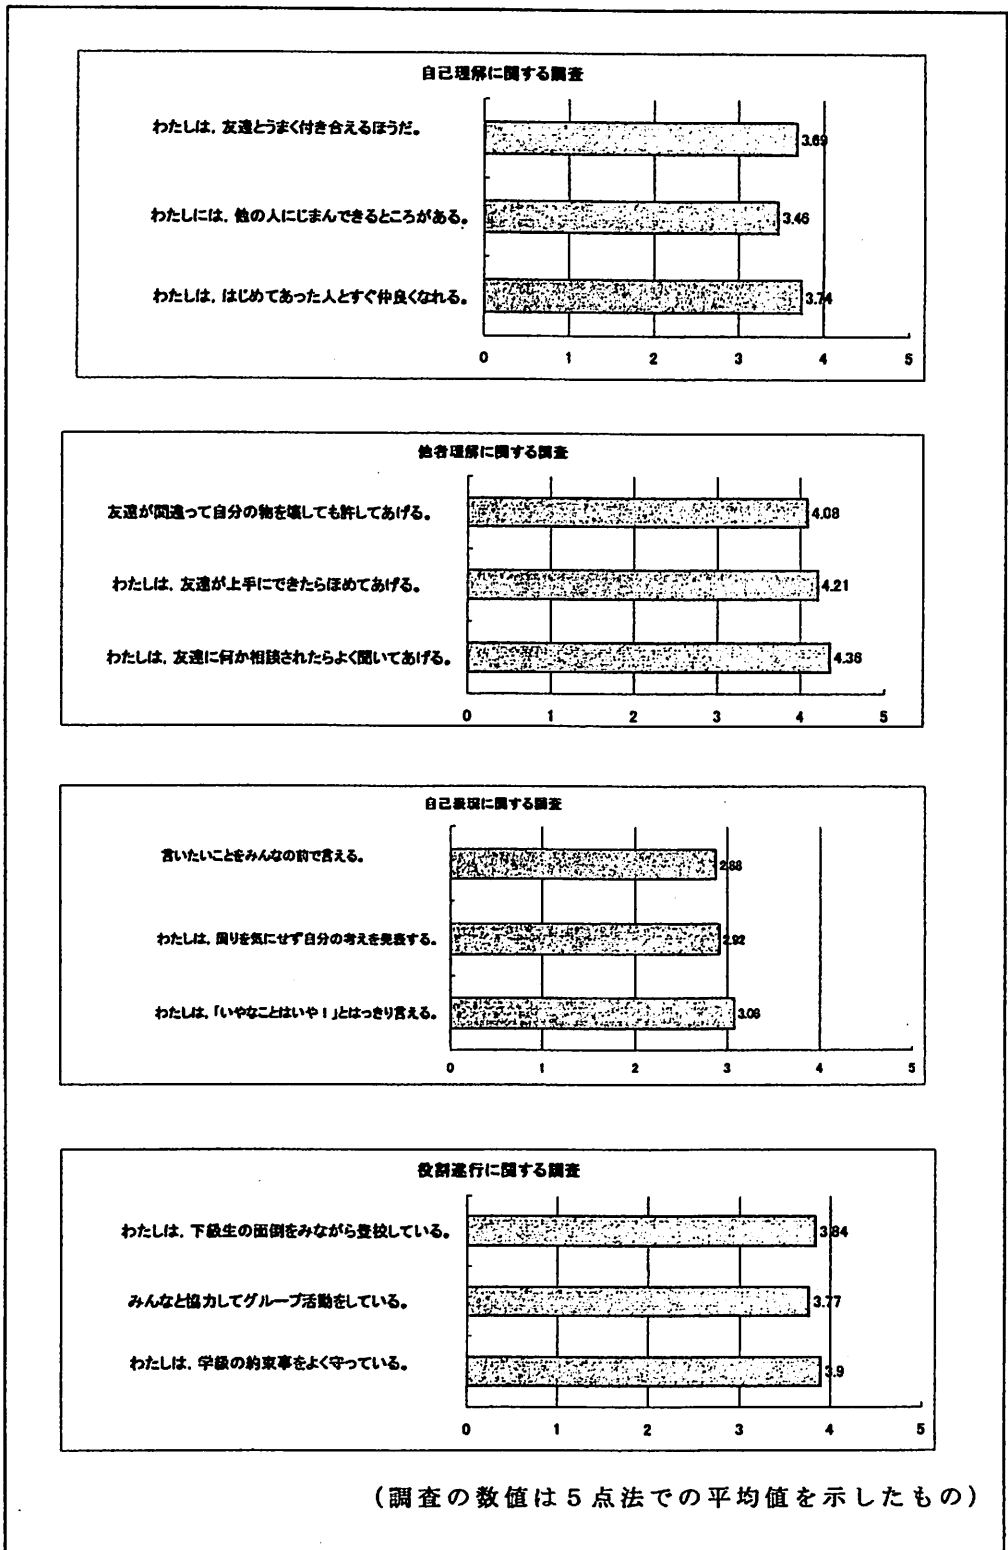 自己理解に関する調査
わたしは，友達とうまく付き合えるほうだ。
3.69
わたしには，他の人にじまんできるところがある。
3.46
わたしは，はじめてあった人とすぐ仲良くなれる。
3.74
0 1 2 3 4 5
他者理解に関する調査
友達が間違って自分の物を壊しても許してあげる。
4.08
わたしは，友達が上手にできたらほめてあげる。
4.21
わたしは，友達に何か相談されたらよく聞いてあげる。
4.36
0 1 2 3 4 5
自己表現に関する調査
言いたいことをみんなの前で言える。
2.88
わたしは，周りを気にせず自分の考えを発表する。
2.92
わたしは，「いやなことはいや！」とはっきり言える。
3.08
0 1 2 3 4 5
役割遂行に関する調査
わたしは，下級生の面倒をみながら登校している。
3.84
みんなと協力してグループ活動をしている。
3.77
わたしは，学級の約束事をよく守っている。
3.9
0 1 2 3 4 5
（調査の数値は5点法での平均値を示したもの）